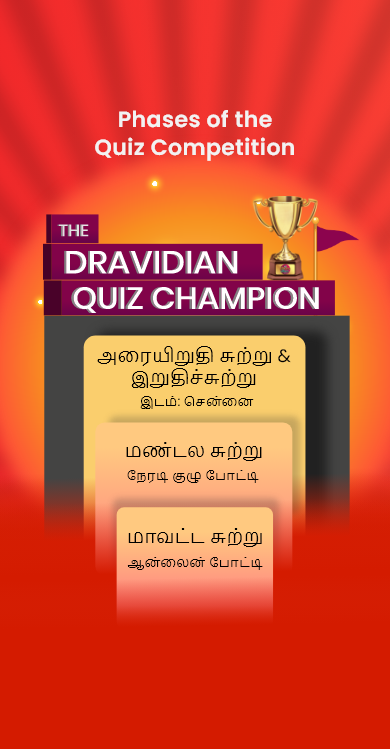 Phases of the
Quiz Competition
THE
DRAVIDIAN
QUIZ CHAMPION
அரையிறுதி சுற்று &
இறுதிச்சுற்று
இடம்: சென்னை
மண்டல சுற்று
நேரடி குழு போட்டி
மாவட்ட சுற்று
ஆன்லைன் போட்டி